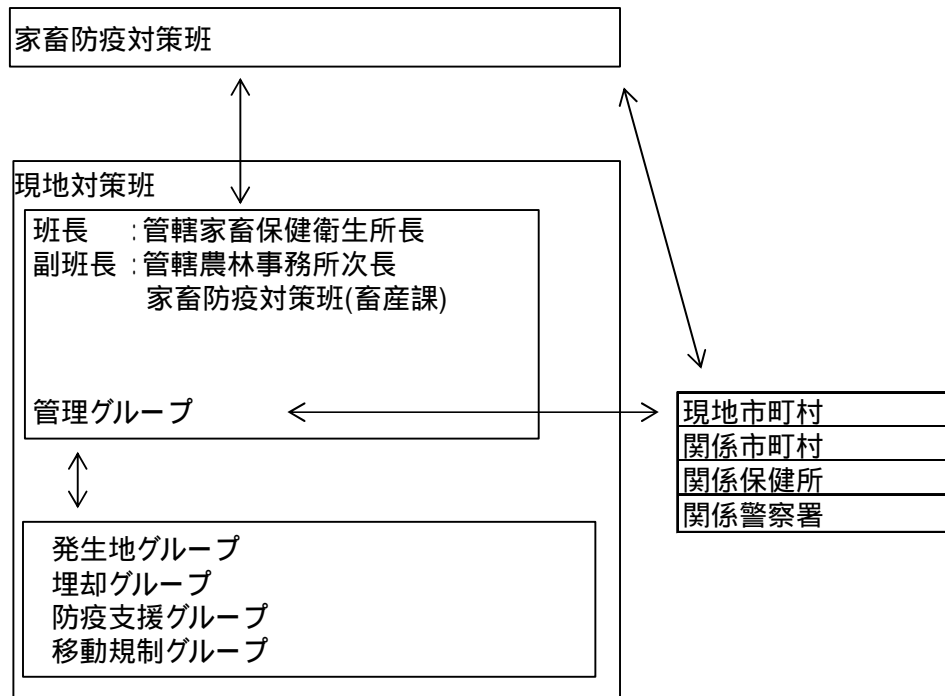 家畜防疫対策班
現地対策班
班長　：管轄家畜保健衛生所長
副班長：管轄農林事務所次長
家畜防疫対策班(畜産課)
管理グループ
現地市町村
関係市町村
関係保健所
関係警察署
発生地グループ
埋却グループ
防疫支援グループ
移動規制グループ